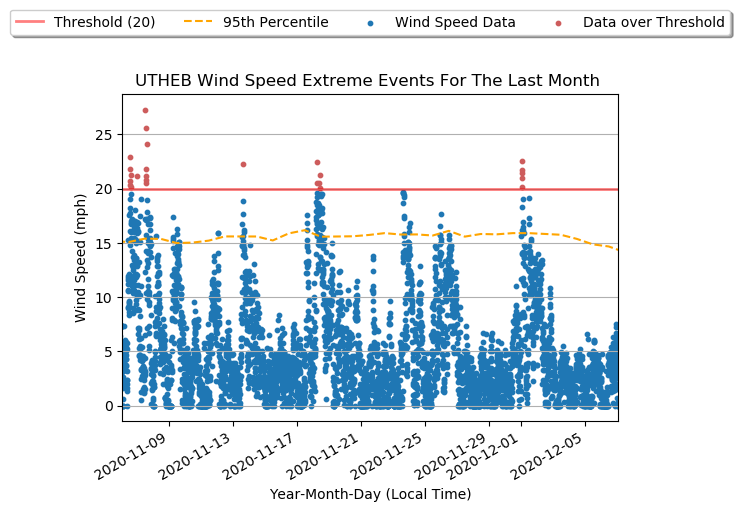 Threshold (20) 95th Percentile Wind Speed Data Data over Threshold
UTHEB Wind Speed Extreme Events For The Last Month
Wind Speed (mph)
25
20
15
10
5
0
2020-11-09 2020-11-13 2020-11-17 2020-11-21 2020-11-25 2020-11-29 2020-12-01 2020-12-05
Year-Month-Day (Local Time)